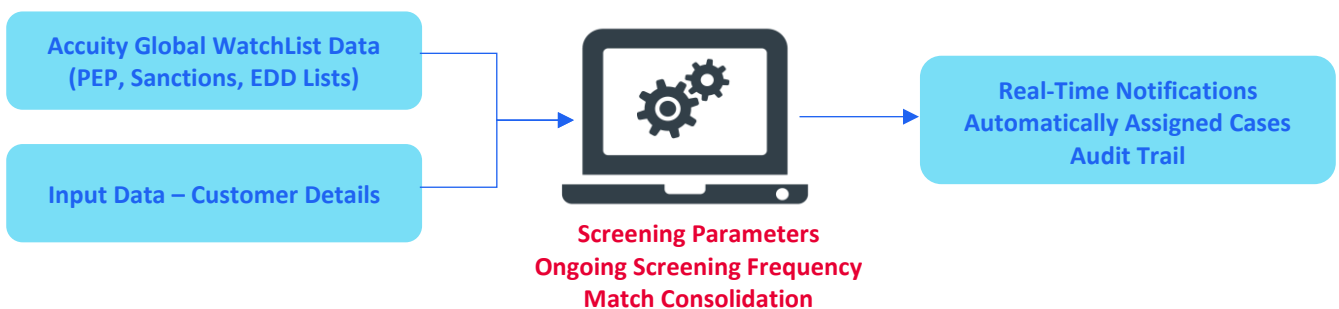 Accuity Global WatchList Data
(PEP, Sanctions, EDD Lists)
Input Data – Customer Details
Screening Parameters
Ongoing Screening Frequency
Match Consolidation
Real-Time Notifications
Automatically Assigned Cases
Audit Trail